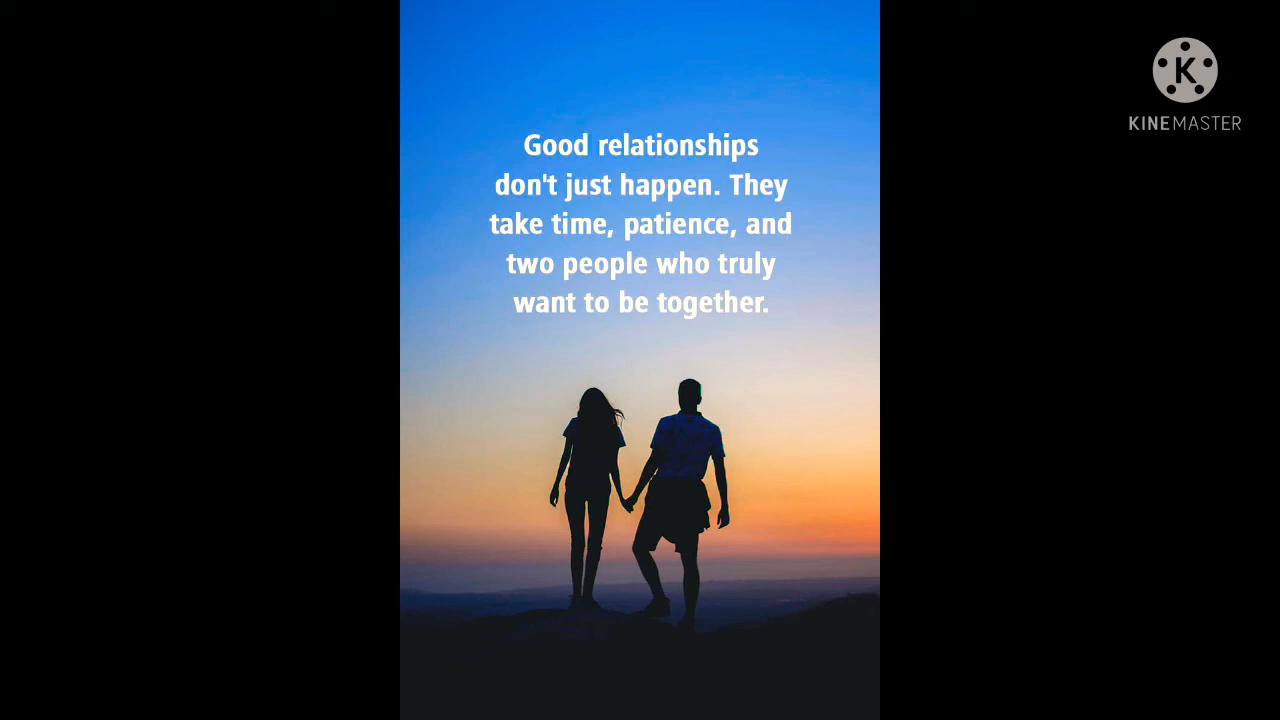 Good relationships
don't just happen. They
take time, patience, and
two people who truly
want to be together.
K
KINEMASTER